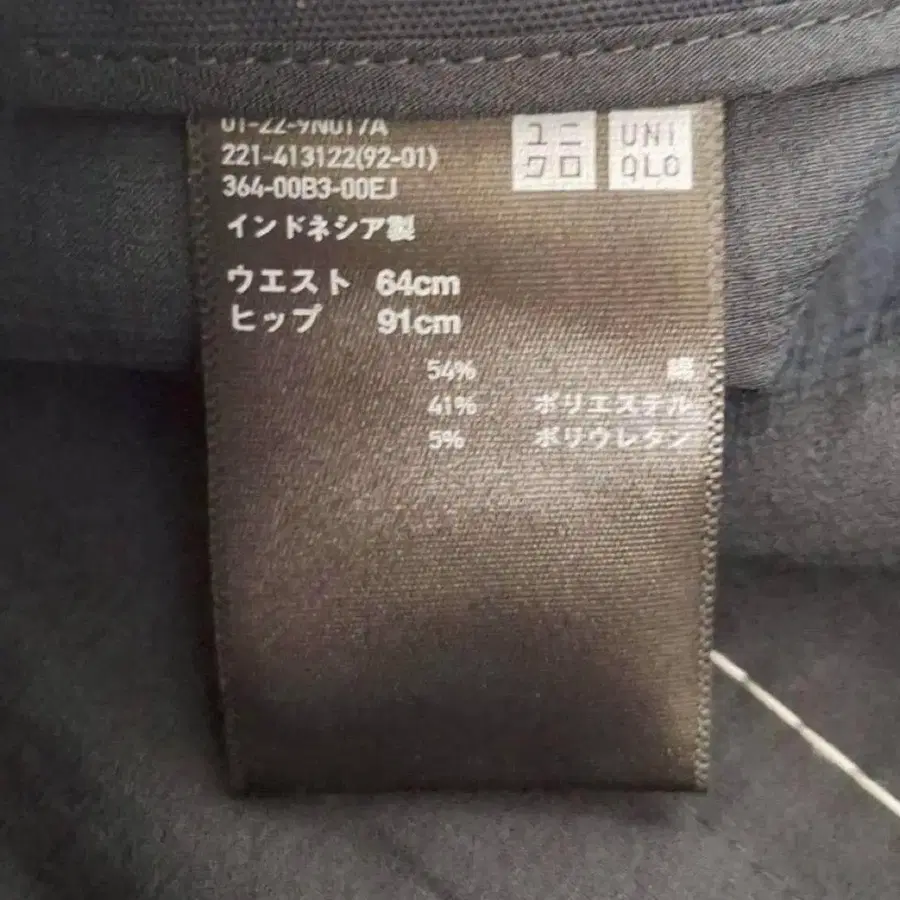 01-22-9N017A
221-413122(92-01)
364-00B3-00EJ
インドネシア製
ユニ
クロ
UNI
QLO
ウエスト 64cm
ヒップ 91cm
54% 綿
41% ポリエステル
5% ポリウレタン